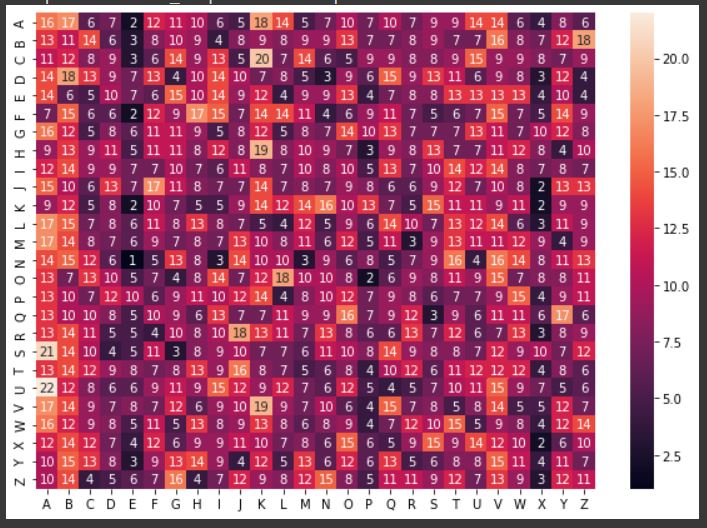 A 16 17 6 7 2 12 11 10 6 5 18 14 5 7 10 7 10 7 9 9 14 14 6 4 8 6
B 13 11 14 6 3 8 10 9 4 8 9 8 9 9 13 7 7 8 9 7 7 16 8 7 12 18
C 11 12 8 9 3 6 14 9 13 5 20 7 14 6 5 9 9 8 8 8 15 9 9 7 8 7
D 14 18 13 9 7 13 4 10 14 10 7 8 5 3 9 6 15 9 13 11 6 9 8 3 12 4
E 14 6 5 10 7 6 15 10 14 9 12 4 9 9 13 4 7 8 8 13 13 13 13 4 10 4
F 7 15 6 6 2 12 9 17 15 7 14 14 11 4 6 9 11 7 5 6 7 15 7 5 14 9
G 16 12 5 8 6 11 11 9 5 8 12 5 8 7 14 10 13 7 7 7 13 11 7 10 12 8
H 9 13 9 11 5 11 11 8 12 8 19 8 10 9 7 3 9 8 13 7 7 11 12 8 4 10
I 12 14 9 9 7 7 10 7 6 11 8 7 10 8 10 5 13 7 10 14 12 14 8 7 8 7
J 15 10 6 13 7 17 11 8 7 7 14 7 8 7 9 8 6 6 9 12 7 10 8 2 13 13
K 9 12 5 8 2 10 7 5 5 9 14 12 14 16 10 13 7 5 15 11 11 9 11 2 9 9
L 17 15 7 8 6 11 8 13 8 7 5 4 12 5 9 6 14 10 7 13 12 14 6 3 11 9
M 17 14 8 7 6 9 7 8 7 13 10 8 11 6 12 5 11 3 9 13 11 11 12 9 4 9
N 14 15 12 6 1 5 13 8 3 14 10 10 3 9 6 8 5 7 9 16 4 16 14 8 11 13
O 13 7 13 10 5 7 4 8 14 7 12 18 10 10 8 2 6 9 8 11 9 15 7 8 8 11
P 13 10 7 12 10 6 9 11 10 12 14 4 8 10 12 7 9 8 6 7 7 9 15 4 9 11
Q 13 10 10 8 5 10 9 6 13 7 7 11 9 10 16 7 9 12 3 9 6 11 11 6 17 6
R 13 14 11 5 5 4 10 8 10 18 13 11 7 13 8 6 6 13 7 12 6 7 13 3 8 9
S 21 14 10 4 5 11 3 8 9 10 7 7 6 11 10 8 14 9 8 8 7 12 9 10 7 12
T 13 14 12 9 8 7 8 13 9 16 8 7 5 6 8 4 10 12 6 11 12 12 12 4 8 6
U 22 12 8 6 6 9 11 9 15 12 9 12 7 6 12 5 4 5 7 10 11 15 9 7 5 6
V 17 14 9 7 8 7 12 6 9 10 19 9 7 10 6 4 15 7 8 5 8 14 5 5 12 7
W 16 12 9 8 5 11 5 13 8 9 13 8 6 8 9 4 9 7 12 10 15 5 9 8 12 14
X 12 14 12 7 4 12 6 9 9 11 10 7 8 6 15 6 5 9 15 9 14 12 10 2 6 10
Y 10 15 13 8 3 9 13 14 9 4 12 5 13 6 12 6 13 5 6 8 8 15 11 4 11 7
Z 10 14 4 5 6 7 16 4 7 12 8 9 12 15 8 5 11 11 9 12 7 13 9 3 12 11
A B C D E F G H I J K L M N O P Q R S T U V W X Y Z
20.0
17.5
15.0
12.5
10.0
7.5
5.0
2.5